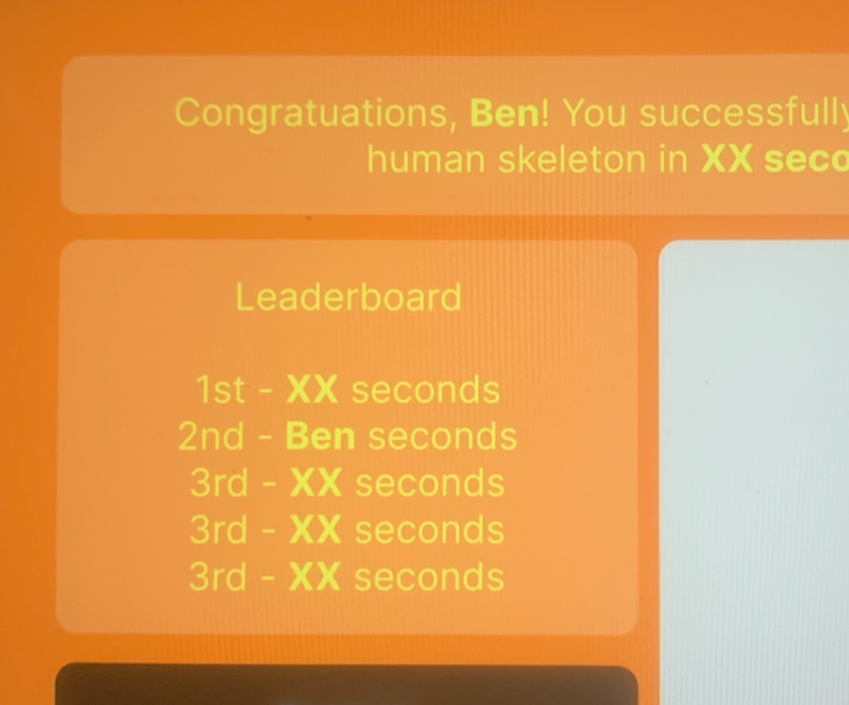 Congratuations, Ben! You successfully
human skeleton in XX seco
Leaderboard
1st - XX seconds
2nd - Ben seconds
3rd - XX seconds
3rd - XX seconds
3rd - XX seconds